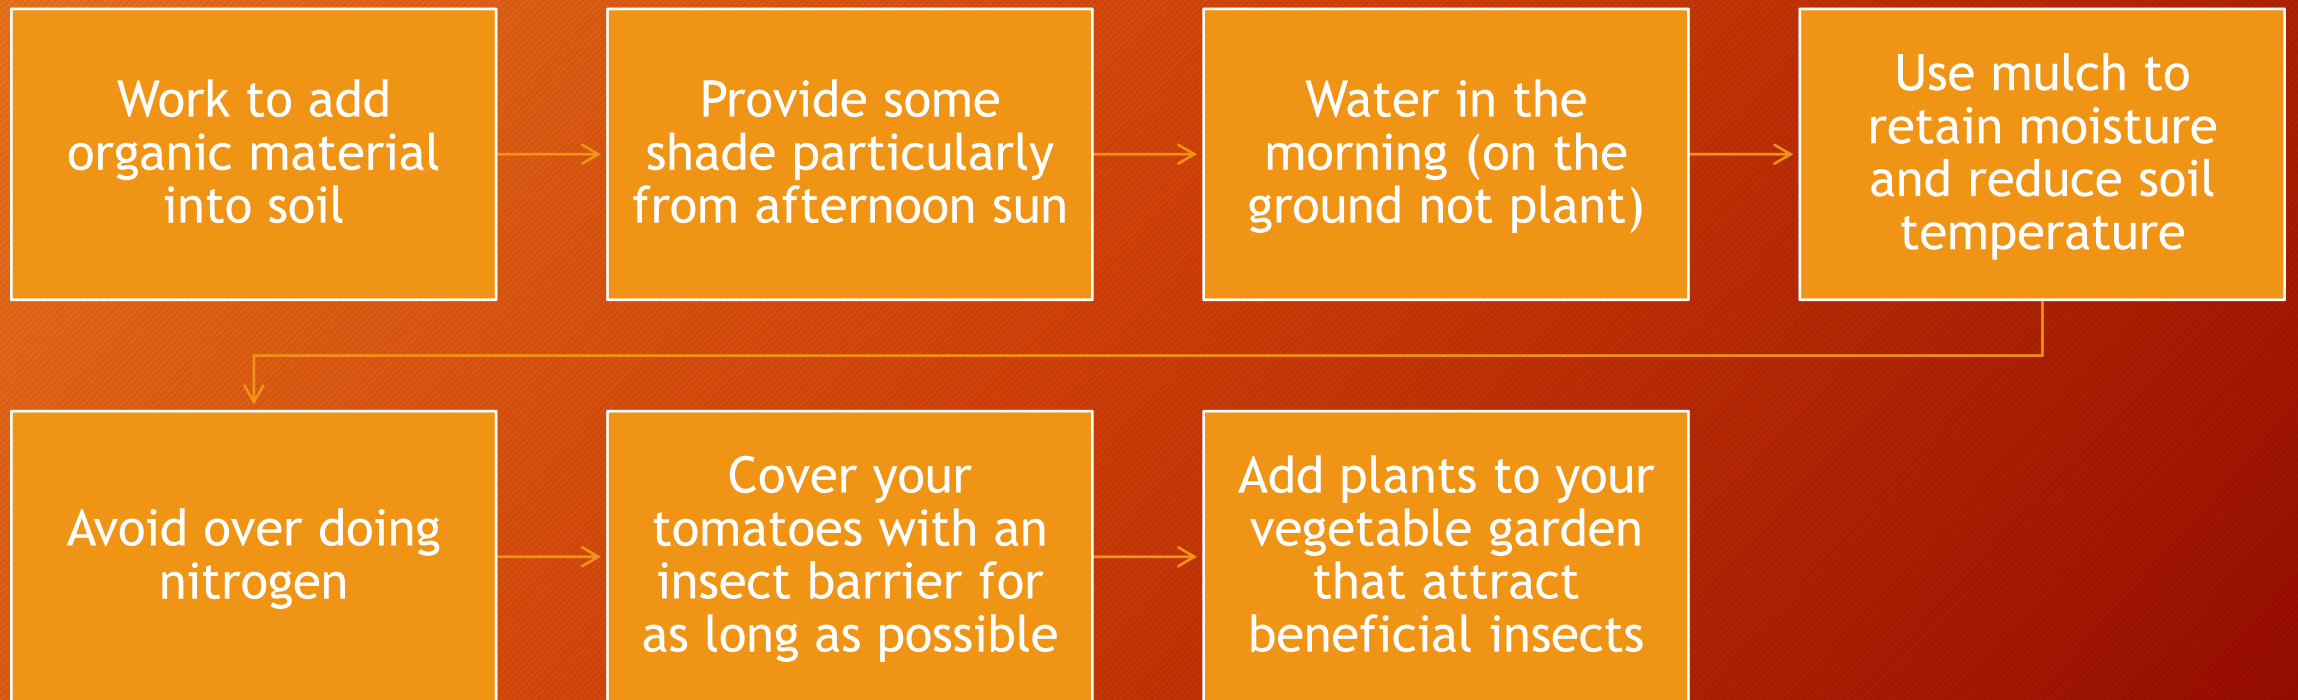 Work to add
organic material
into soil
Provide some
shade particularly
from afternoon sun
Water in the
morning (on the
ground not plant)
Use mulch to
retain moisture
and reduce soil
temperature
Avoid over doing
nitrogen
Cover your
tomatoes with an
insect barrier for
as long as possible
Add plants to your
vegetable garden
that attract
beneficial insects